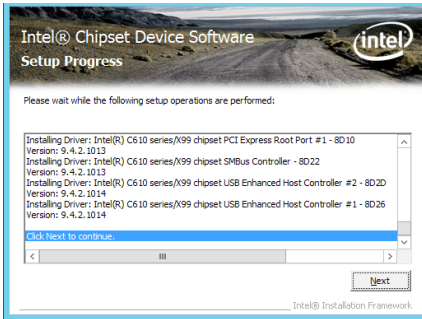 Intel® Chipset Device Software
Setup Progress
intel
Please wait while the following setup operations are performed:
Installing Driver: Intel(R) C610 series/X99 chipset PCI Express Root Port #1 - 8D10
Version: 9.4.2.1013
Installing Driver: Intel(R) C610 series/X99 chipset SMBus Controller - 8D22
Version: 9.4.2.1013
Installing Driver: Intel(R) C610 series/X99 chipset USB Enhanced Host Controller #2 - 8D2D
Version: 9.4.2.1014
Installing Driver: Intel(R) C610 series/X99 chipset USB Enhanced Host Controller #1 - 8D26
Version: 9.4.2.1014
Click Next to continue.
Next
Intel® Installation Framework